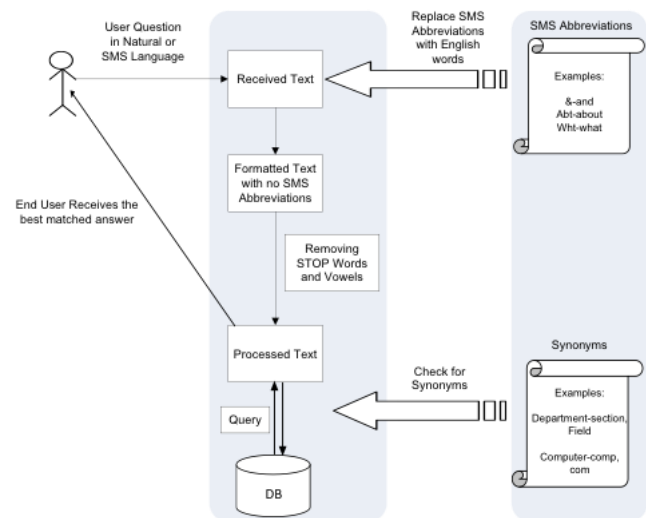 User Question
in Natural or
SMS Language
Replace SMS
Abbreviations
with English
words
SMS Abbreviations
Received Text
Examples:
&-and
Abt-about
Wht-what
Formatted Text
with no SMS
Abbreviations
End User Receives the
best matched answer
Removing
STOP Words
and Vowels
Processed Text
Check for
Synonyms
Synonyms
Examples:
Department-section,
Field
Computer-comp,
com
Query
DB